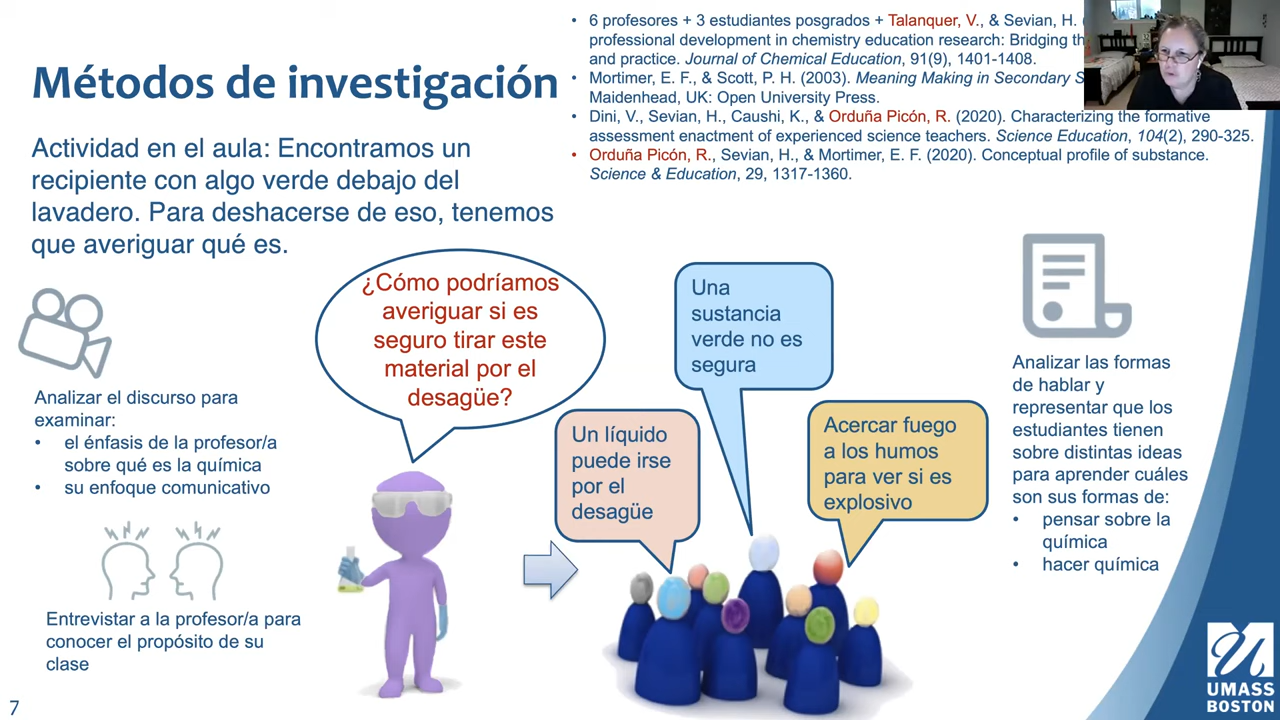 Métodos de investigación
• 6 profesores + 3 estudiantes posgrados + Talanquer, V., & Sevian, H.
professional development in chemistry education research: Bridging
and practice. Journal of Chemical Education, 91(9), 1401-1408.
• Mortimer, E. F., & Scott, P. H. (2003). Meaning Making in Secondary
Maidenhead, UK: Open University Press.
• Dini, V., Sevian, H., Caushi, K., & Orduña Picón, R. (2020). Characterizing the formative
assessment enactment of experienced science teachers. Science Education, 104(2), 290-325.
• Orduña Picón, R., Sevian, H., & Mortimer, E. F. (2020). Conceptual profile of substance.
Science & Education, 29, 1317-1360.
Actividad en el aula: Encontramos un
recipiente con algo verde debajo del
lavadero. Para deshacerse de eso, tenemos
que averiguar qué es.
Analizar el discurso para
examinar:
• el énfasis de la profesor/a
sobre qué es la química
• su enfoque comunicativo
Entrevistar a la profesor/a para
conocer el propósito de su
clase
¿Cómo podríamos
averiguar si es
seguro tirar este
material por el
desagüe?
Un líquido
puede irse
por el
desagüe
Una
sustancia
verde no es
segura
Acercar fuego
a los humos
para ver si es
explosivo
Analizar las formas
de hablar y
representar que los
estudiantes tienen
sobre distintas ideas
para aprender cuáles
son sus formas de:
• pensar sobre la
química
• hacer química
7
UMASS
BOSTON